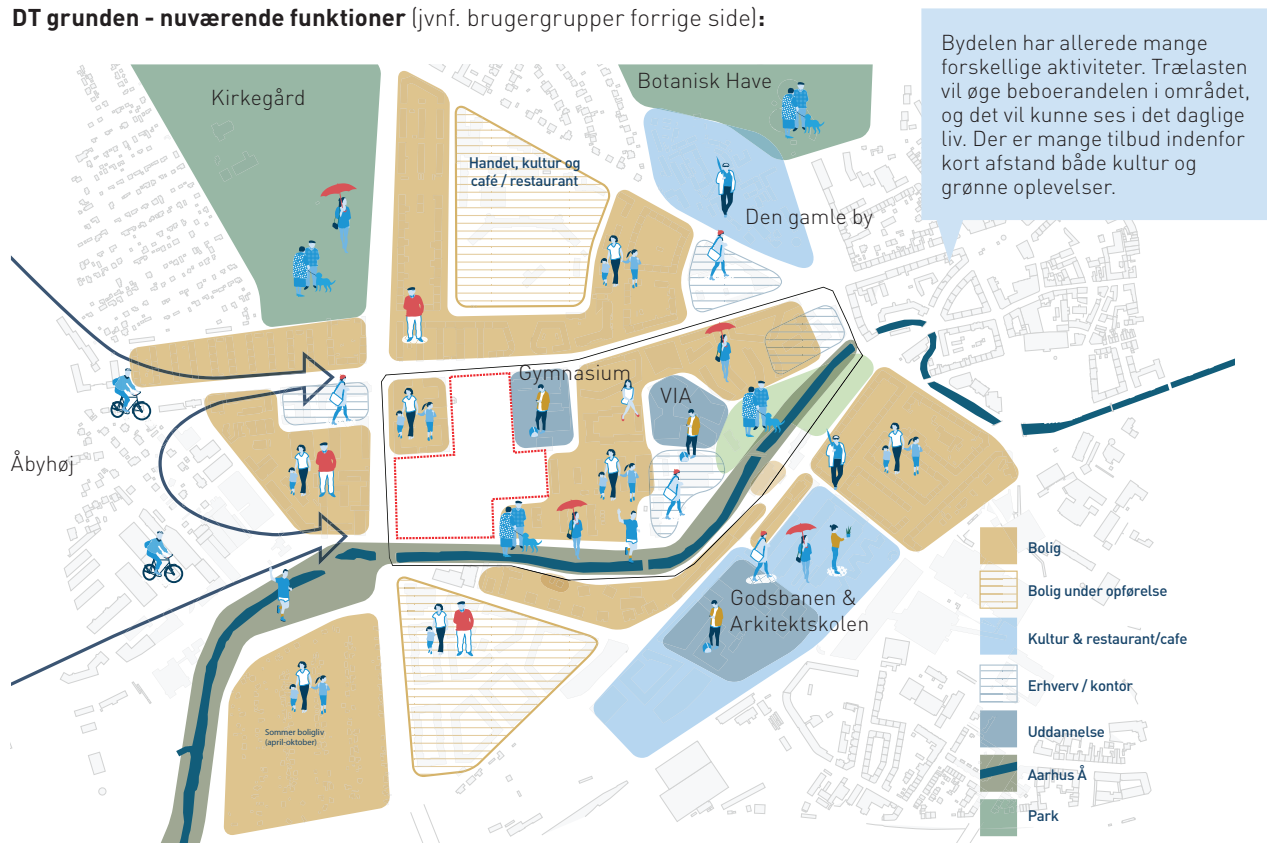 DT grunden - nuværende funktioner (jvnf. brugergrupper forrige side):
Bydelen har allerede mange
forskellige aktiviteter. Trælasten
vil øge beboerandelen i området,
og det vil kunne ses i det daglige
liv. Der er mange tilbud indenfor
kort afstand både kultur og
grønne oplevelser.
Kirkegård
Botanisk Have
Handel, kultur og
café / restaurant
Den gamle by
Gymnasium
VIA
Åbyhøj
Godsbanen &
Arkitektskolen
Sommer boligliv
(april-oktober)
Bolig
Bolig under opførelse
Kultur & restaurant/cafe
Erhverv / kontor
Uddannelse
Aarhus Å
Park